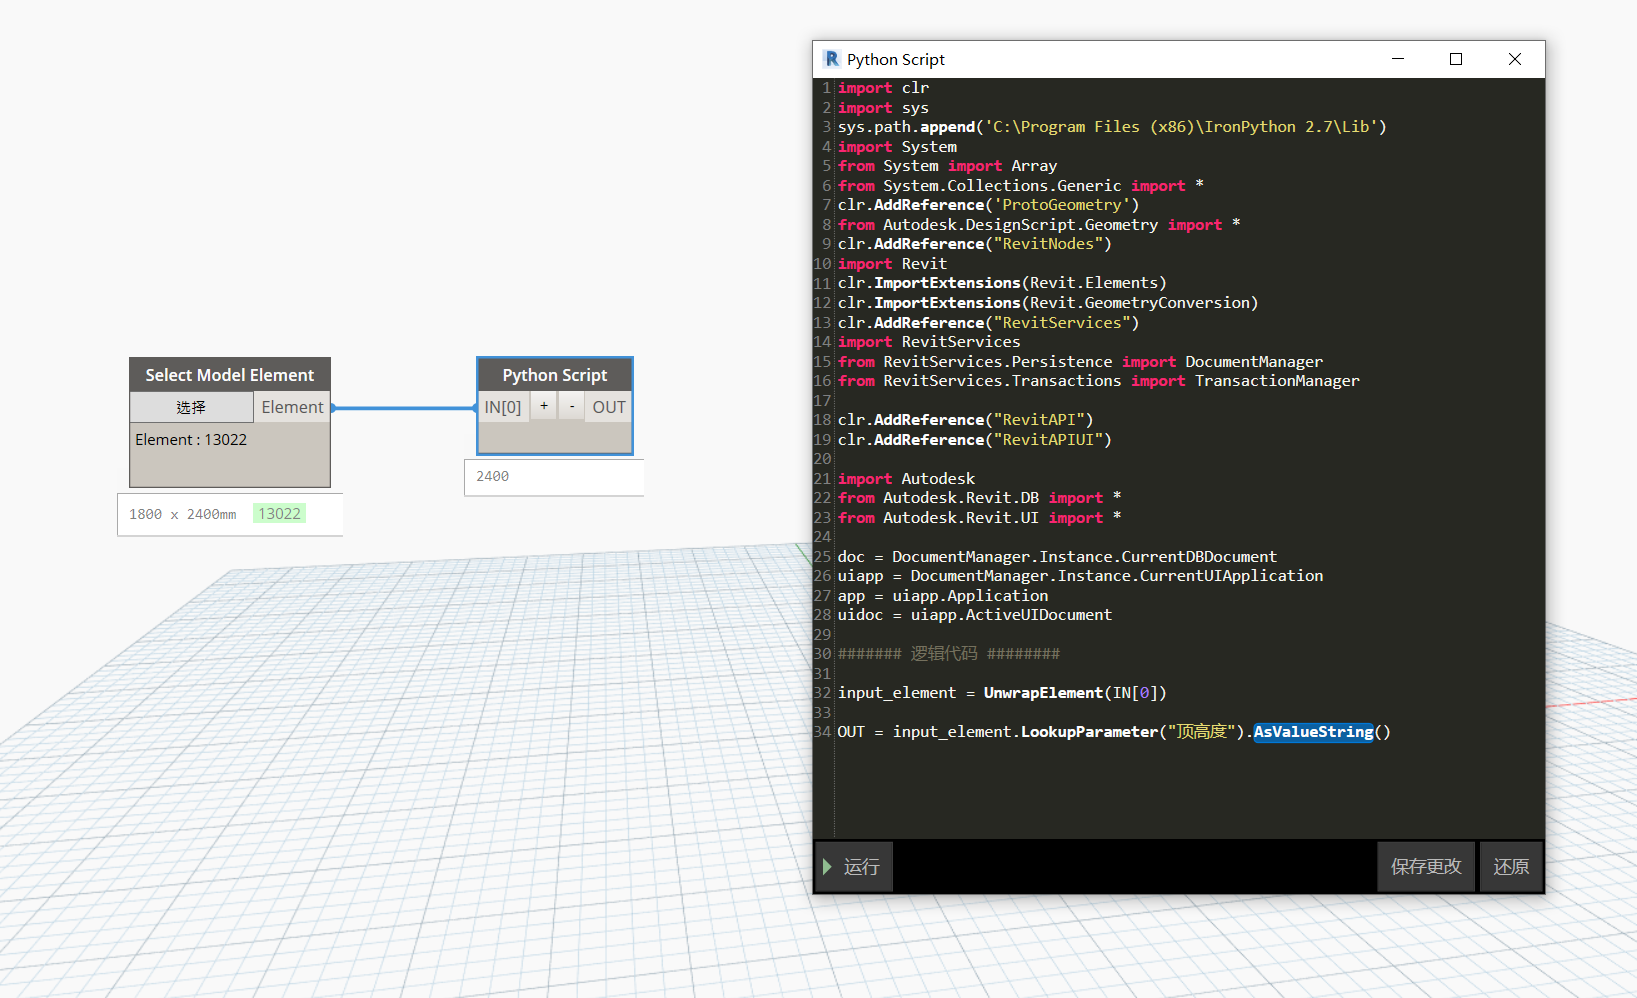 Python Script
1 import clr
2 import sys
3 sys.path.append('C:\Program Files (x86)\IronPython 2.7\Lib')
4 import System
5 from System import Array
6 from System.Collections.Generic import *
7 clr.AddReference('ProtoGeometry')
8 from Autodesk.DesignScript.Geometry import *
9 clr.AddReference("RevitNodes")
10 import Revit
11 clr.ImportExtensions(Revit.Elements)
12 clr.ImportExtensions(Revit.GeometryConversion)
13 clr.AddReference("RevitServices")
14 import RevitServices
15 from RevitServices.Persistence import DocumentManager
16 from RevitServices.Transactions import TransactionManager
17
18 clr.AddReference("RevitAPI")
19 clr.AddReference("RevitAPIUI")
20
21 import Autodesk
22 from Autodesk.Revit.DB import *
23 from Autodesk.Revit.UI import *
24
25 doc = DocumentManager.Instance.CurrentDBDocument
26 uiapp = DocumentManager.Instance.CurrentUIApplication
27 app = uiapp.Application
28 uidoc = uiapp.ActiveUIDocument
29
30 ####### 逻辑代码 ########
31
32 input_element = UnwrapElement(IN[0])
33
34 OUT = input_element.LookupParameter("顶高度").AsValueString()
运行
保存更改
还原
Select Model Element
选择
Element
Element : 13022
1800 x 2400mm 13022
Python Script
IN[0] + - OUT
2400